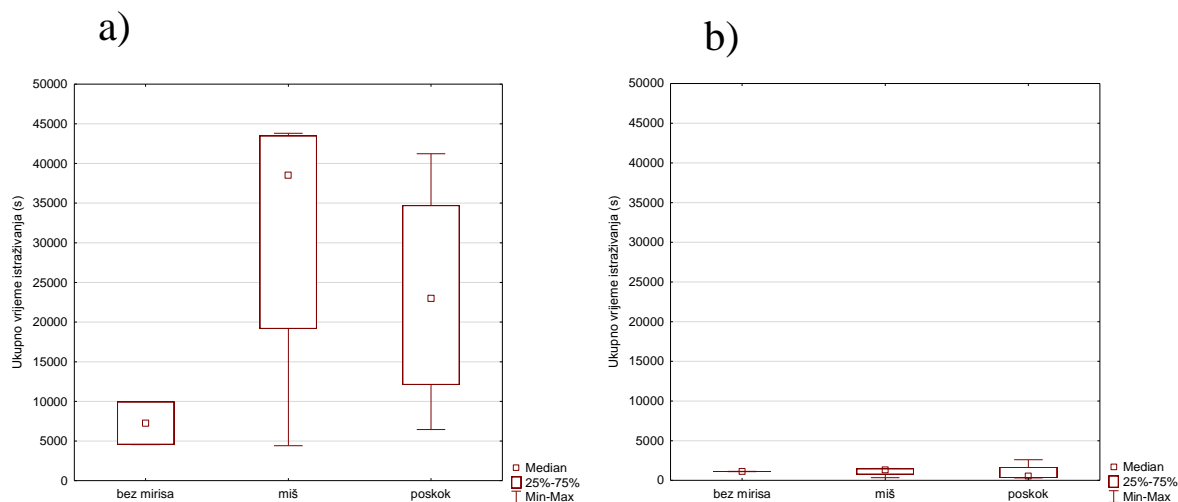 a)
50000
45000
40000
35000
30000
25000
20000
15000
10000
5000
0
Ukupno vrijeme istraživanja (s)
bez mirisa
miš
poskok
Median
25%-75%
Min-Max
b)
50000
45000
40000
35000
30000
25000
20000
15000
10000
5000
0
Ukupno vrijeme istraživanja (s)
bez mirisa
miš
poskok
Median
25%-75%
Min-Max